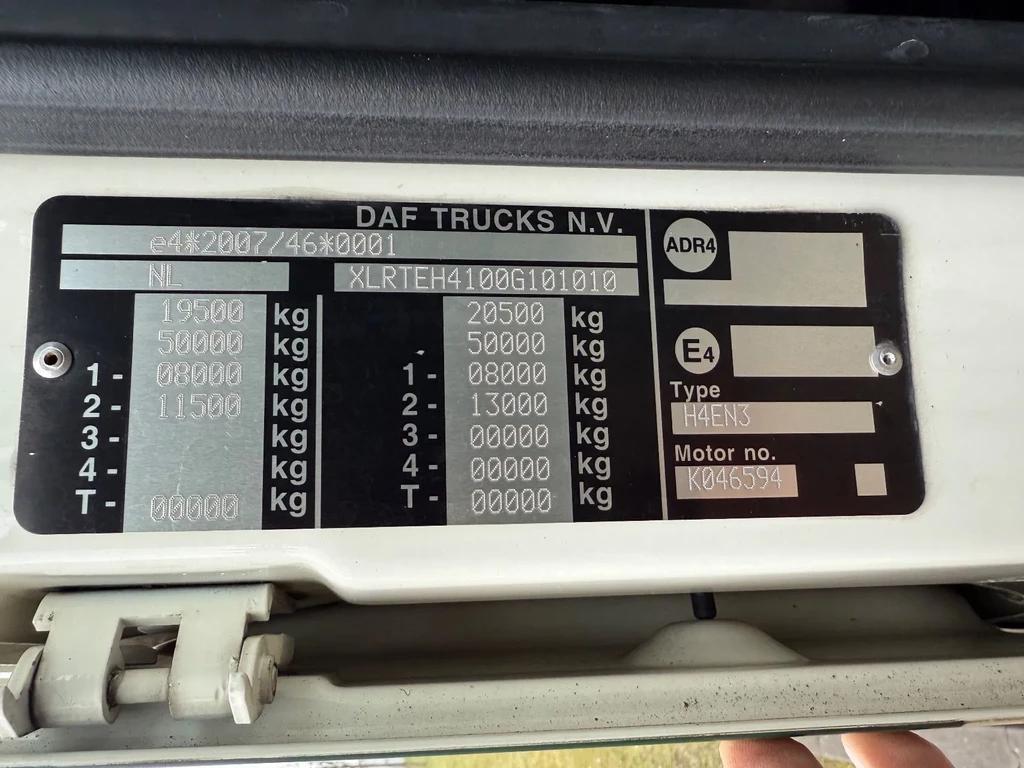 DAF TRUCKS N.V.
e4*2007/46*0001
NL XLRTEH4100G101010
19500 kg 20500 kg
50000 kg 50000 kg
1- 08000 kg 1- 08000 kg
2- 11500 kg 2- 13000 kg
3- kg 3- 00000 kg
4- kg 4- 00000 kg
T- 00000 kg T- 00000 kg
ADR4
E4
Type
H4EN3
Motor no.
K046594